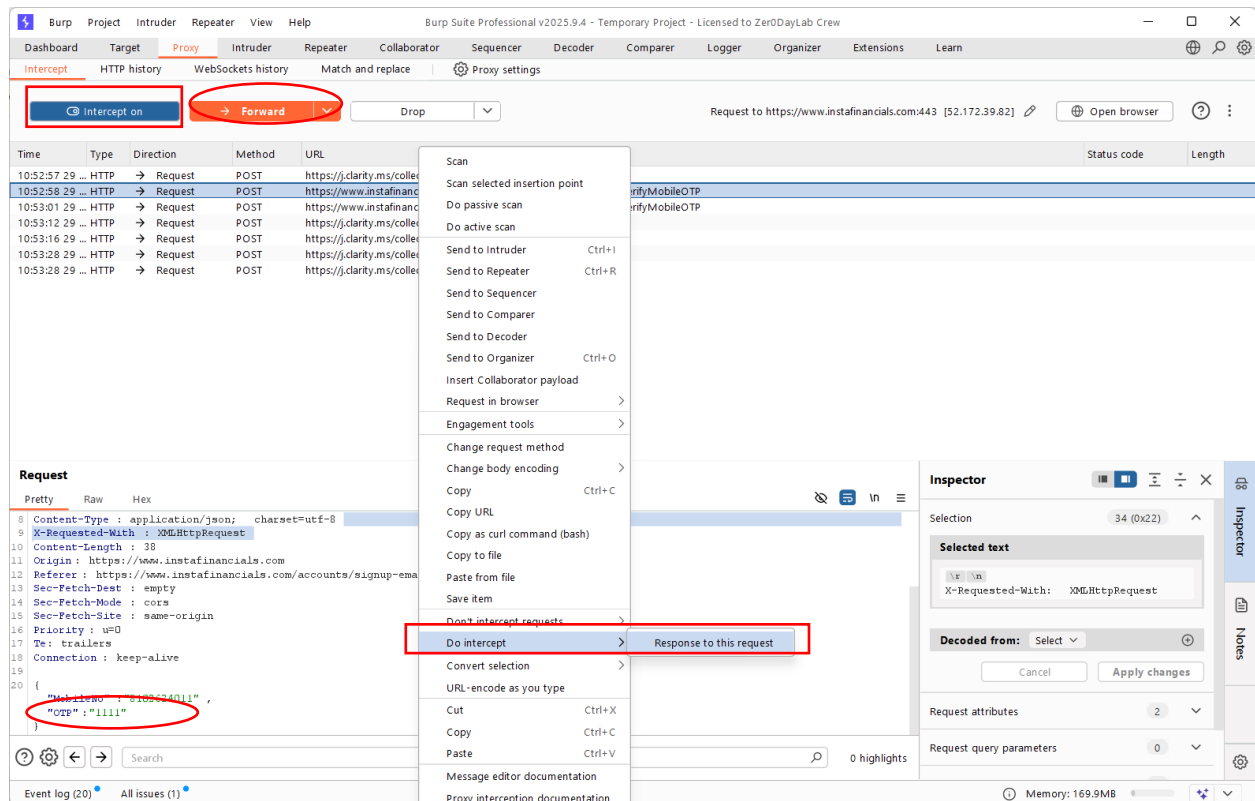 Burp Project Intruder Repeater View Help Burp Suite Professional v2025.9.4 - Temporary Project - Licensed to Zer0DayLab Crew
Dashboard Target Proxy Intruder Repeater Collaborator Sequencer Decoder Comparer Logger Organizer Extensions Learn
Intercept HTTP history WebSockets history Match and replace Proxy settings
Intercept on Forward Drop Request to https://www.instafinancials.com:443 [52.172.39.82] Open browser
Time Type Direction Method URL Status code Length
10:52:57 29 ... HTTP → Request POST https://j.clarity.ms/colle
10:52:58 29 ... HTTP → Request POST https://www.instafinanc rifyMobileOTP
10:53:01 29 ... HTTP → Request POST https://www.instafinanc rifyMobileOTP
10:53:12 29 ... HTTP → Request POST https://j.clarity.ms/colle
10:53:16 29 ... HTTP → Request POST https://j.clarity.ms/colle
10:53:28 29 ... HTTP → Request POST https://j.clarity.ms/colle
10:53:28 29 ... HTTP → Request POST https://j.clarity.ms/colle
Scan
Scan selected insertion point
Do passive scan
Do active scan
Send to Intruder Ctrl+I
Send to Repeater Ctrl+R
Send to Sequencer
Send to Comparer
Send to Decoder
Send to Organizer Ctrl+O
Insert Collaborator payload
Request in browser
Engagement tools
Change request method
Change body encoding
Copy Ctrl+C
Copy URL
Copy as curl command (bash)
Copy to file
Paste from file
Save item
Don't intercept requests
Do intercept Response to this request
Convert selection
URL-encode as you type
Cut Ctrl+X
Copy Ctrl+C
Paste Ctrl+V
Message editor documentation
Proxy interception documentation
Request
Pretty Raw Hex \n
8 Content-Type : application/json; charset=utf-8
9 X-Requested-With : XMLHttpRequest
10 Content-Length : 38
11 Origin : https://www.instafinancials.com
12 Referer : https://www.instafinancials.com/accounts/signup-ema
13 Sec-Fetch-Dest : empty
14 Sec-Fetch-Mode : cors
15 Sec-Fetch-Site : same-origin
16 Priority : u=0
17 Te: trailers
18 Connection : keep-alive
19
20 {
"MobileNo" :
"OTP" :"1111"
}
Search 0 highlights
Inspector
Selection 34 (0x22)
Selected text
\r \n
X-Requested-With: XMLHttpRequest
Decoded from: Select
Cancel Apply changes
Request attributes 2
Request query parameters 0
Inspector
Notes
Event log (20) All issues (1) Memory: 169.9MB